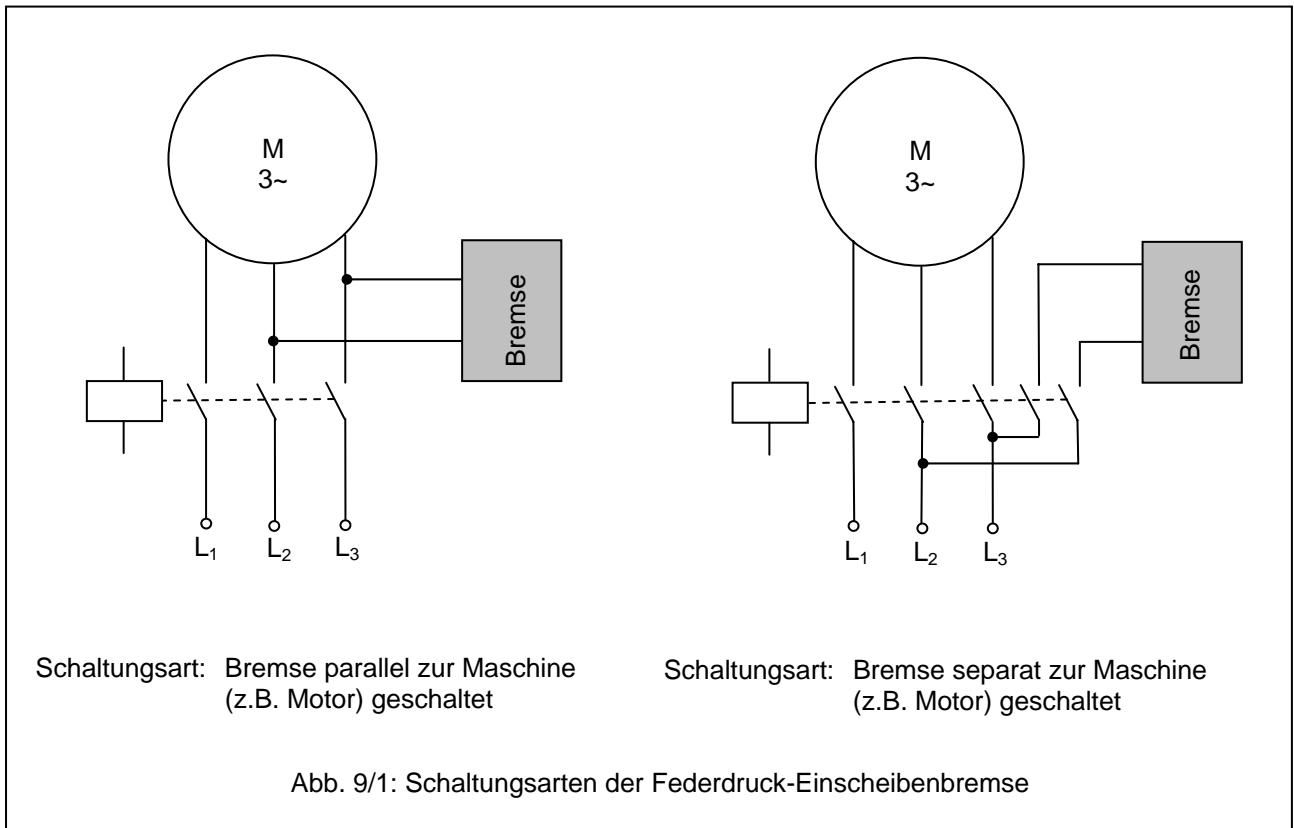 M
3~
Bremse
L₁ L₂ L₃
M
3~
Bremse
L₁ L₂ L₃
Schaltungsart: Bremse parallel zur Maschine
(z.B. Motor) geschaltet
Schaltungsart: Bremse separat zur Maschine
(z.B. Motor) geschaltet
Abb. 9/1: Schaltungsarten der Federdruck-Einscheibenbremse